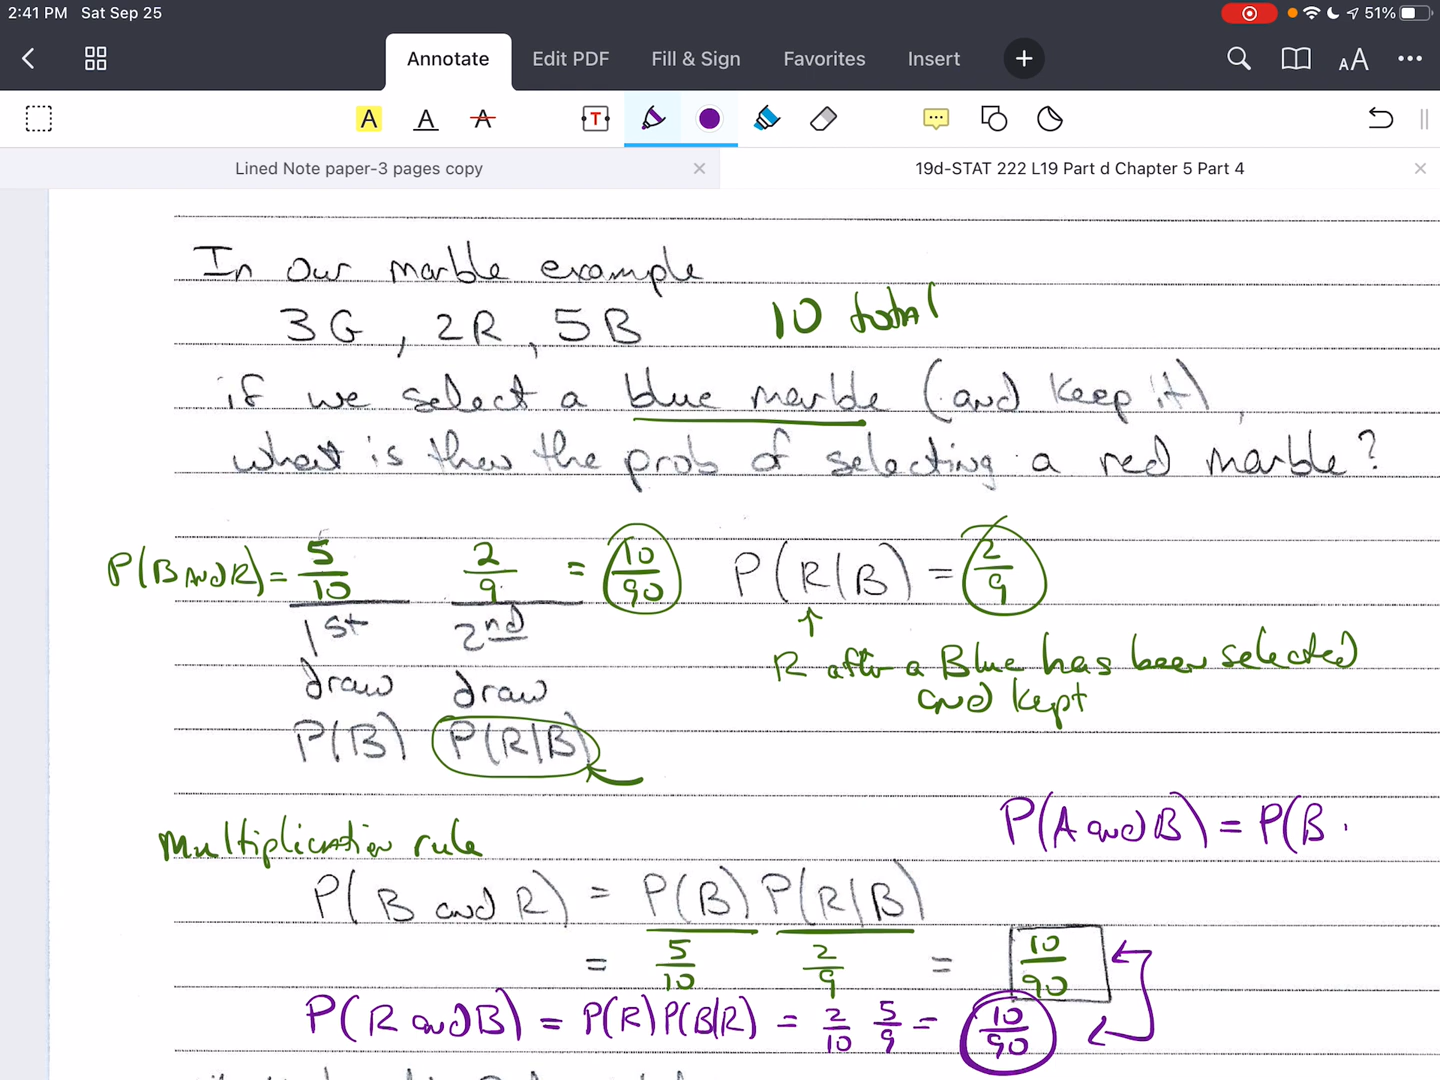 2:41 PM Sat Sep 25
51%
Annotate Edit PDF Fill & Sign Favorites Insert
AA
A A A T
Lined Note paper-3 pages copy
19d-STAT 222 L19 Part d Chapter 5 Part 4
In our marble example
3G, 2R, 5B 10 total
if we select a blue marble (and keep it),
what is then the prob of selecting a red marble?
P(B and R) = 5/10 2/9 = 10/90 P(R|B) = 2/9
1st 2nd
R after a Blue has been selected
draw draw
and kept
P(B) P(R|B)
P(A and B) = P(B
Multiplication rule
P(B and R) = P(B) P(R|B)
= 5/10 2/9 = 10/90
P(R and B) = P(R) P(B|R) = 2/10 5/9 = 10/90